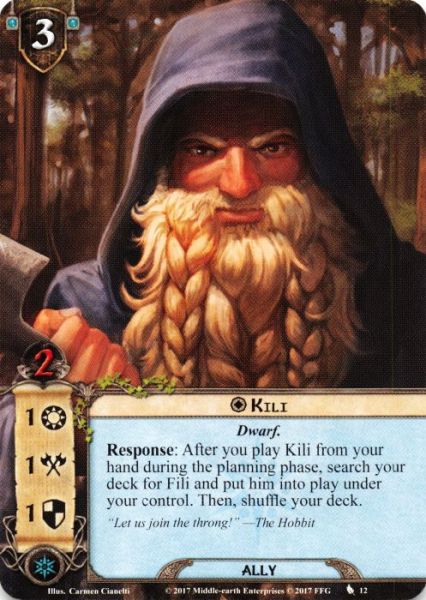 3
2
1
1
1
KILI
Dwarf.
Response: After you play Kili from your
hand during the planning phase, search your
deck for Fili and put him into play under
your control. Then, shuffle your deck.
“Let us join the throng!” —The Hobbit
ALLY
Illus. Carmen Cianelli © 2017 Middle-earth Enterprises © 2017 FFG 12